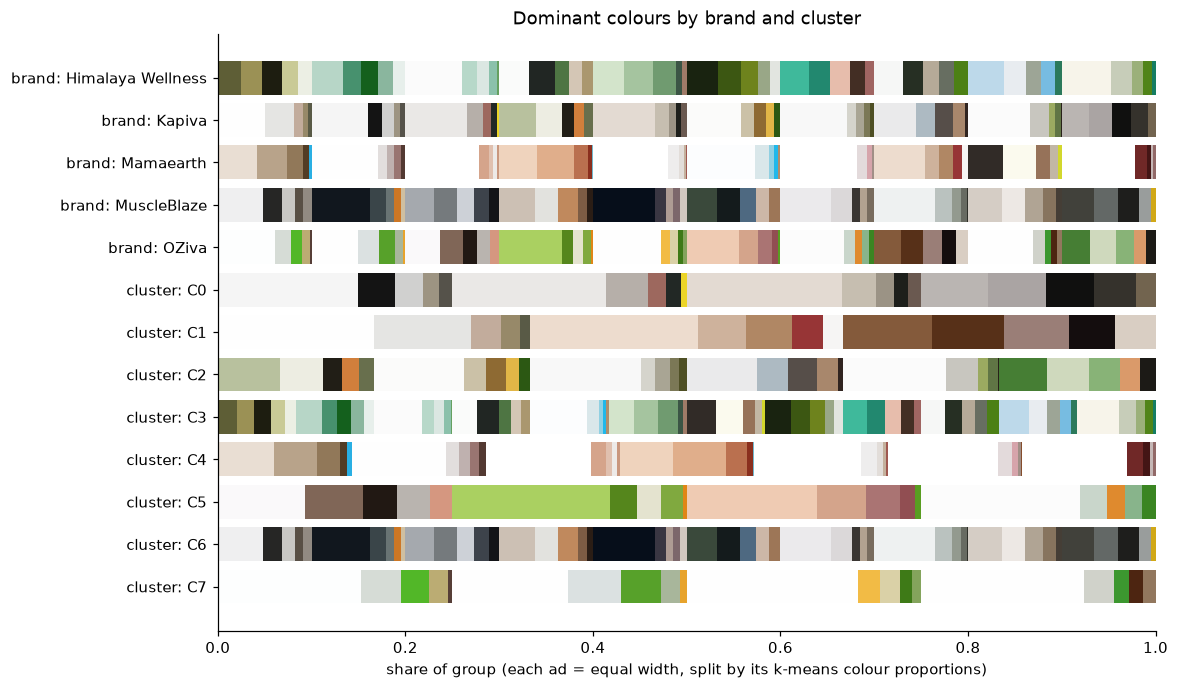 Dominant colours by brand and cluster
brand: Himalaya Wellness
brand: Kapiva
brand: Mamaearth
brand: MuscleBlaze
brand: OZiva
cluster: C0
cluster: C1
cluster: C2
cluster: C3
cluster: C4
cluster: C5
cluster: C6
cluster: C7
0.0 0.2 0.4 0.6 0.8 1.0
share of group (each ad = equal width, split by its k-means colour proportions)